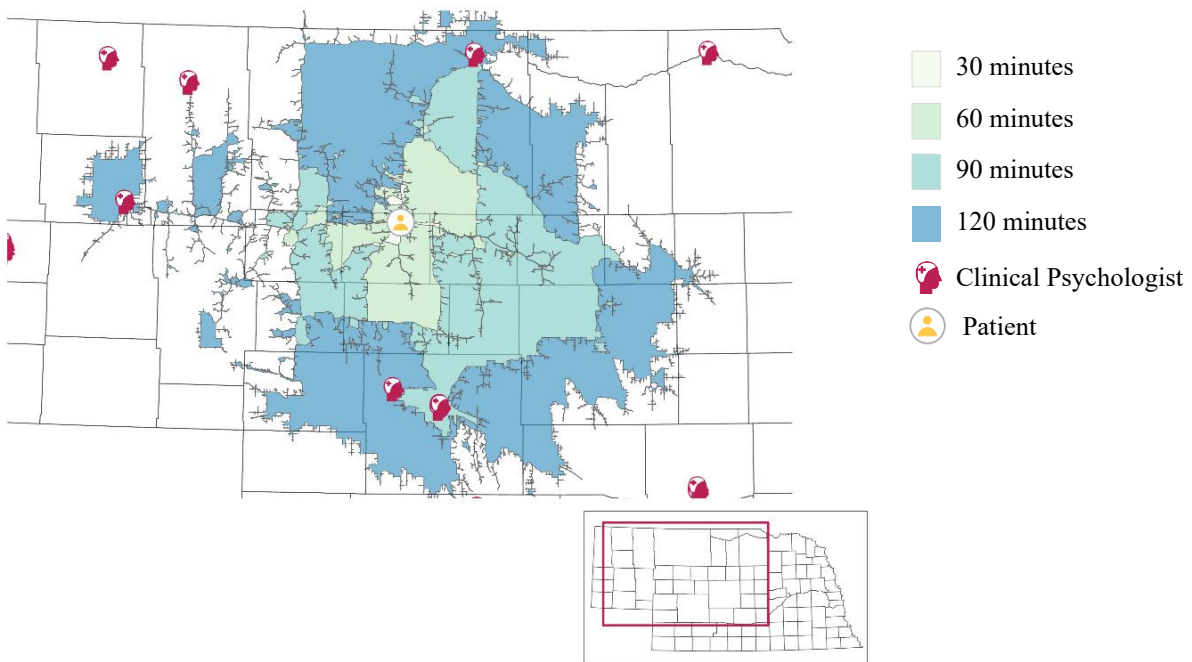 30 minutes
60 minutes
90 minutes
120 minutes
Clinical Psychologist
Patient